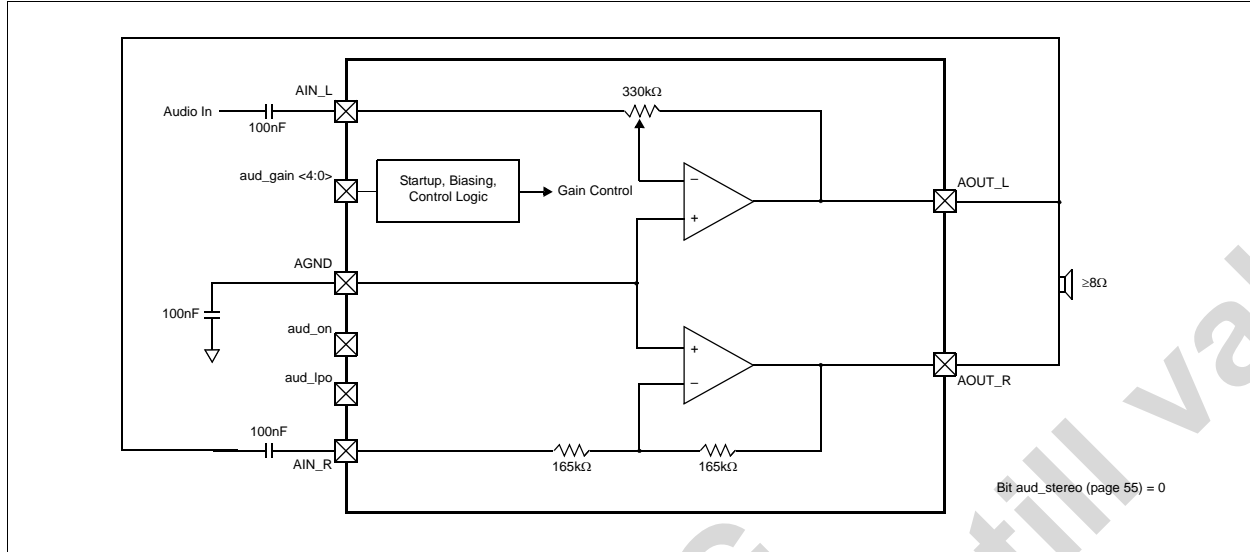 AIN_L
330kΩ
Audio In
100nF
aud_gain <4:0>
Startup, Biasing,
Control Logic
Gain Control
−
+
AOUT_L
AGND
≥8Ω
100nF
aud_on
+
−
aud_lpo
AOUT_R
100nF
AIN_R
165kΩ
165kΩ
Bit aud_stereo (page 55) = 0
still